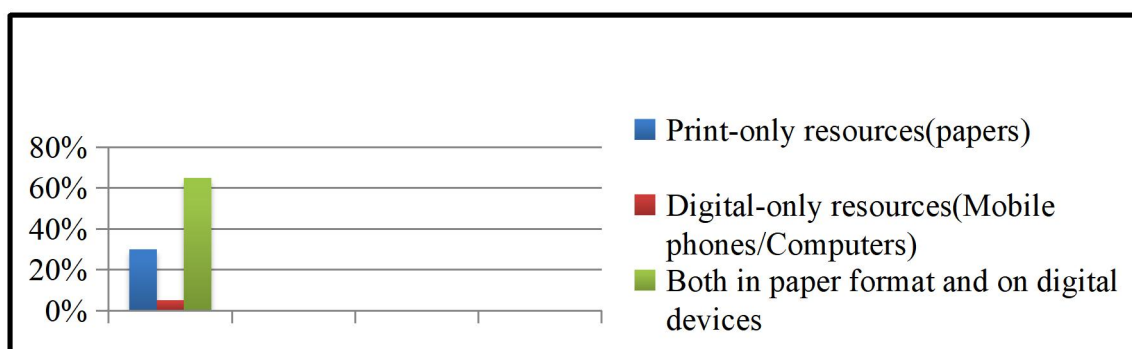 80%
60%
40%
20%
0%
Print-only resources(papers)
Digital-only resources(Mobile
phones/Computers)
Both in paper format and on digital
devices